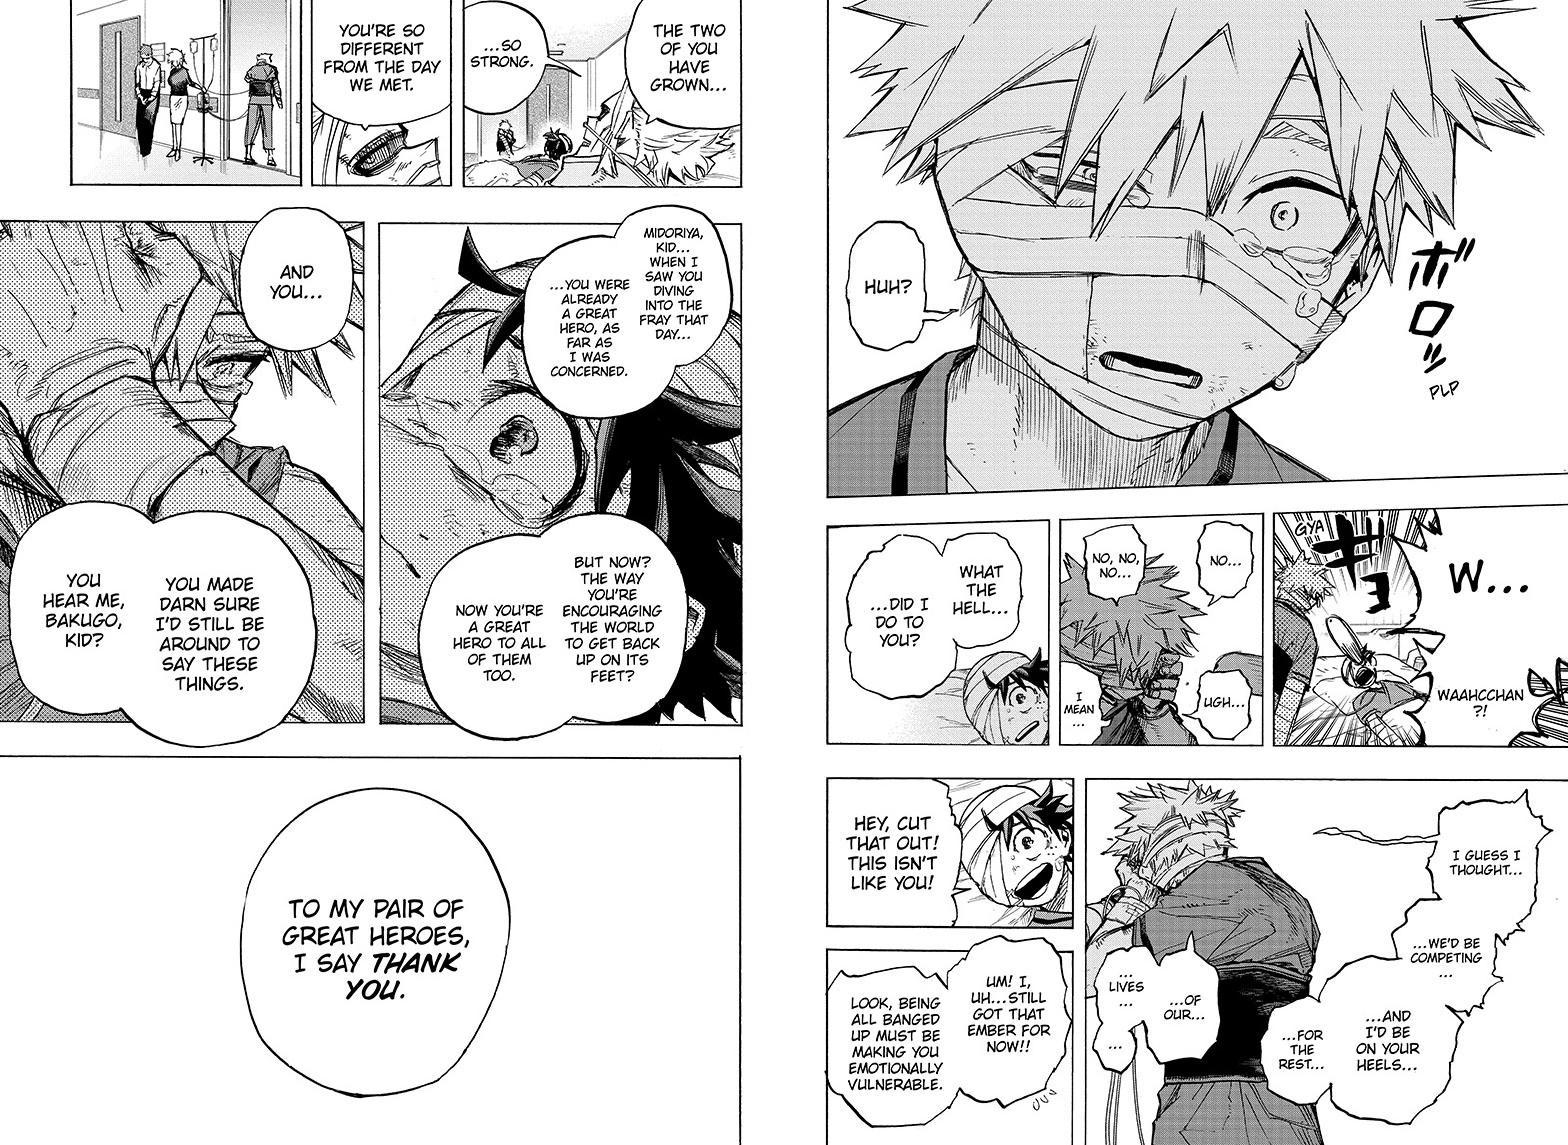 ボロッ
PLP
HUH?
W...
ギョ
GYA
WAAHCCHAN
?!
NO...
NO, NO,
NO...
UGH...
I
MEAN
...
WHAT
THE
HELL...
...DID I
DO TO
YOU?
I GUESS I
THOUGHT...
...WE'D BE
COMPETING
...
...AND
I'D BE
ON YOUR
HEELS...
...FOR
THE
REST...
...OF
OUR...
...
LIVES
...
...
HEY, CUT
THAT OUT!
THIS ISN'T
LIKE YOU!
UM! I,
UH...STILL
GOT THAT
EMBER FOR
NOW!!
LOOK, BEING
ALL BANGED
UP MUST BE
MAKING YOU
EMOTIONALLY
VULNERABLE.
THE TWO
OF YOU
HAVE
GROWN...
...SO
STRONG.
YOU'RE SO
DIFFERENT
FROM THE DAY
WE MET.
MIDORIYA,
KID...
WHEN I
SAW YOU
DIVING
INTO THE
FRAY THAT
DAY...
...YOU WERE
ALREADY
A GREAT
HERO, AS
FAR AS
I WAS
CONCERNED.
BUT NOW?
THE WAY
YOU'RE
ENCOURAGING
THE WORLD
TO GET BACK
UP ON ITS
FEET?
NOW YOU'RE
A GREAT
HERO TO ALL
OF THEM
TOO.
AND
YOU...
YOU MADE
DARN SURE
I'D STILL BE
AROUND TO
SAY THESE
THINGS.
YOU
HEAR ME,
BAKUGO,
KID?
TO MY PAIR OF
GREAT HEROES,
I SAY THANK
YOU.